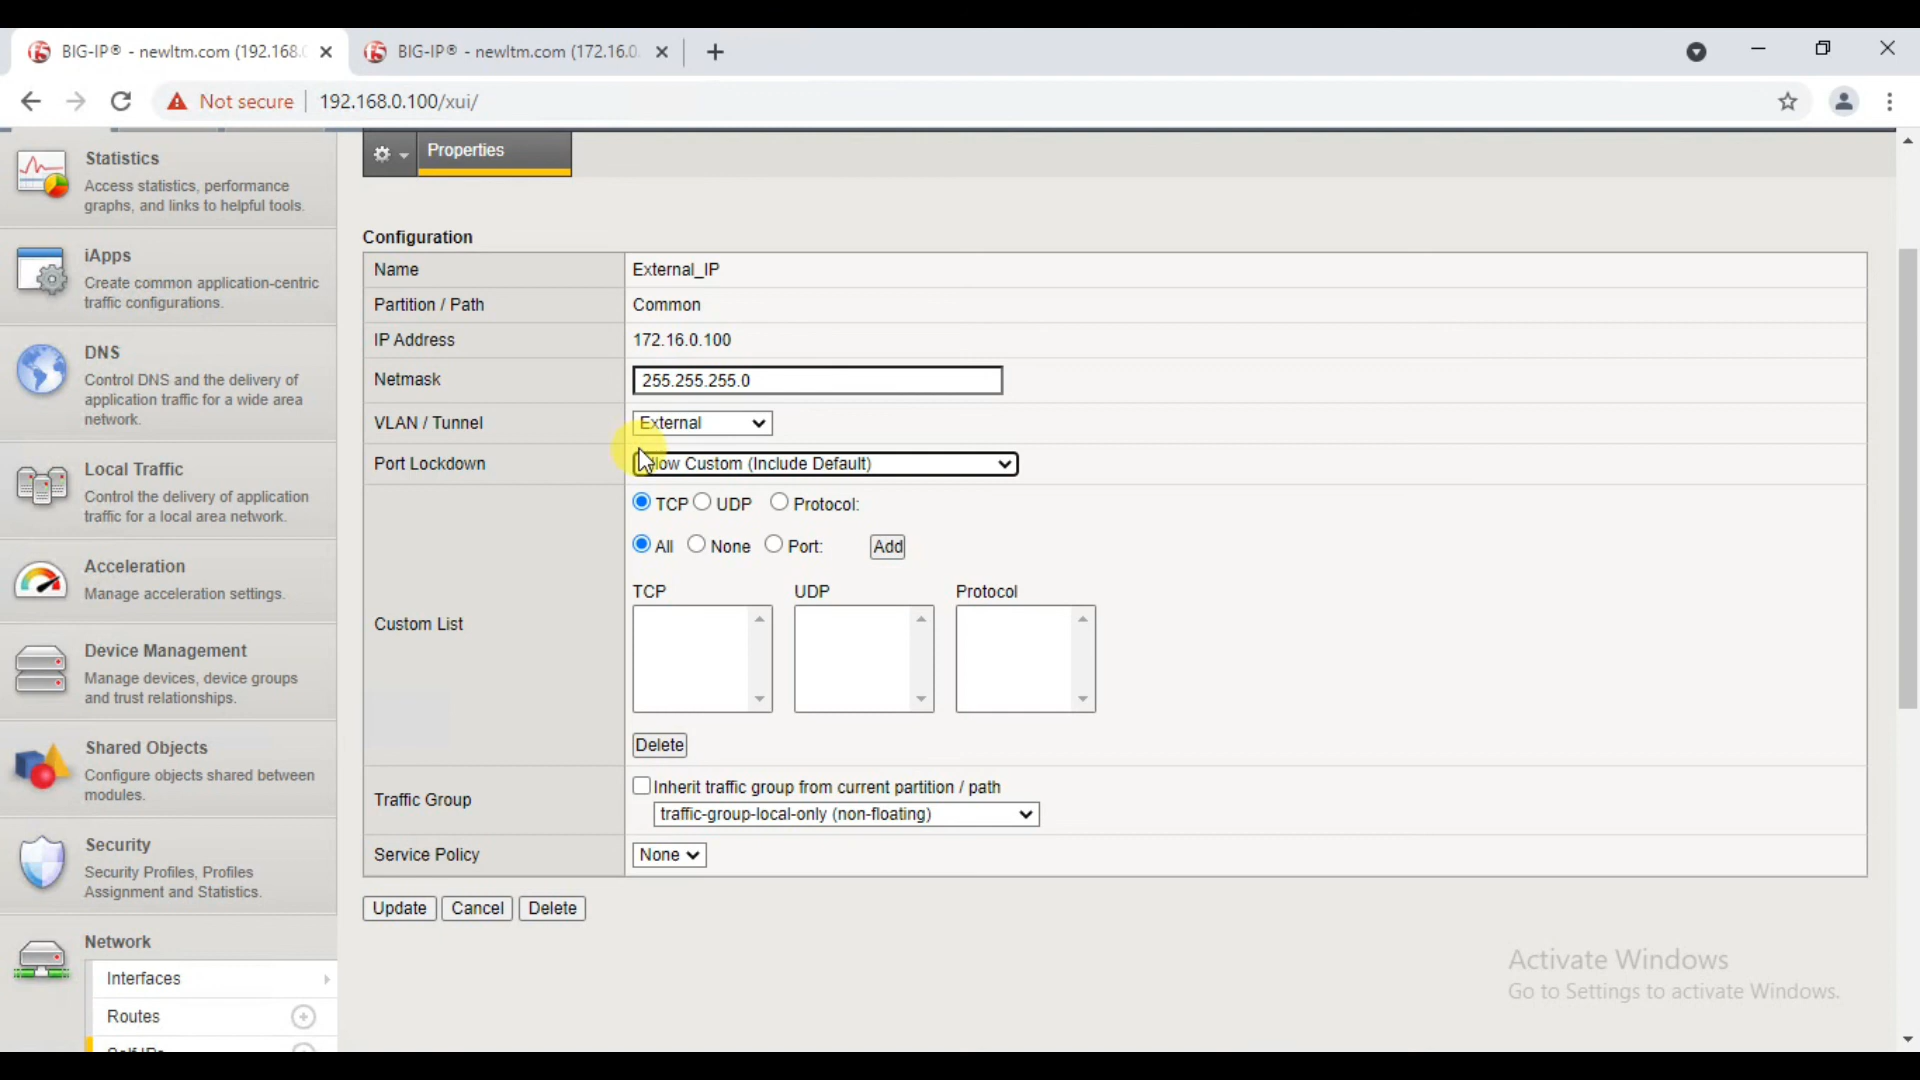 BIG-IP® - newltm.com (192.168.
BIG-IP® - newltm.com (172.16.0.
Not secure
192.168.0.100/xui/
Statistics
Access statistics, performance
graphs, and links to helpful tools.
iApps
Create common application-centric
traffic configurations.
DNS
Control DNS and the delivery of
application traffic for a wide area
network.
Local Traffic
Control the delivery of application
traffic for a local area network.
Acceleration
Manage acceleration settings.
Device Management
Manage devices, device groups
and trust relationships.
Shared Objects
Configure objects shared between
modules.
Security
Security Profiles, Profiles
Assignment and Statistics.
Network
Interfaces
Routes
Properties
Configuration
Name External_IP
Partition / Path Common
IP Address 172.16.0.100
Netmask 255.255.255.0
VLAN / Tunnel External
Port Lockdown Custom (Include Default)
TCP UDP Protocol:
All None Port: Add
TCP UDP Protocol
Custom List
Delete
Inherit traffic group from current partition / path
Traffic Group
traffic-group-local-only (non-floating)
Service Policy None
Update Cancel Delete
Activate Windows
Go to Settings to activate Windows.